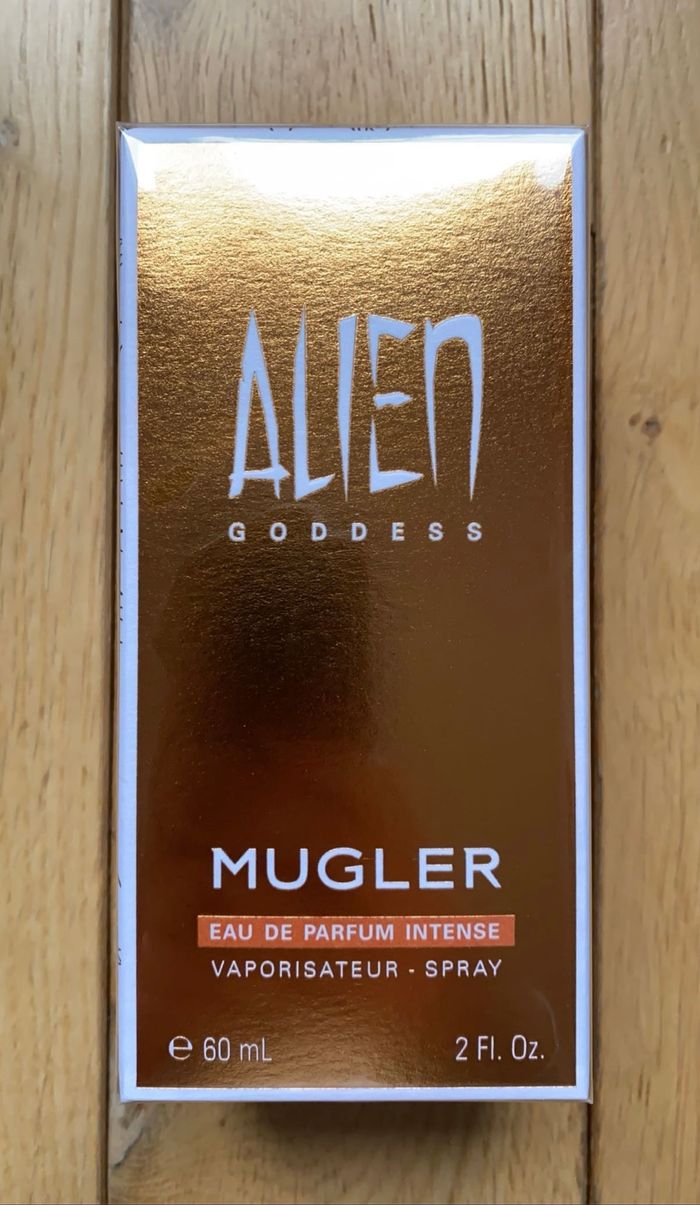 ALIEN
GODDESS
MUGLER
EAU DE PARFUM INTENSE
VAPORISATEUR - SPRAY
℮ 60 mL 2 Fl. Oz.